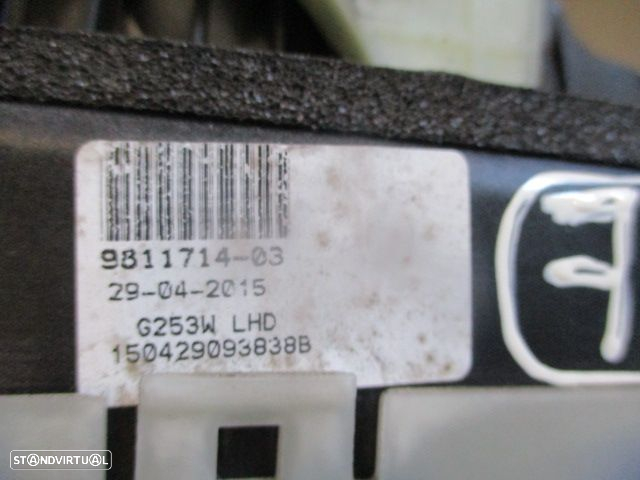 9811714-03
29-04-2015
G253W LHD
150429093838B
STANDVIRTUAL